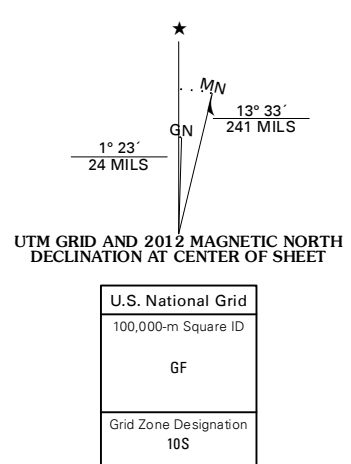 ★
MN
GN
13° 33´
241 MILS
1° 23´
24 MILS
UTM GRID AND 2012 MAGNETIC NORTH
DECLINATION AT CENTER OF SHEET
U.S. National Grid
100,000-m Square ID
GF
Grid Zone Designation
10S